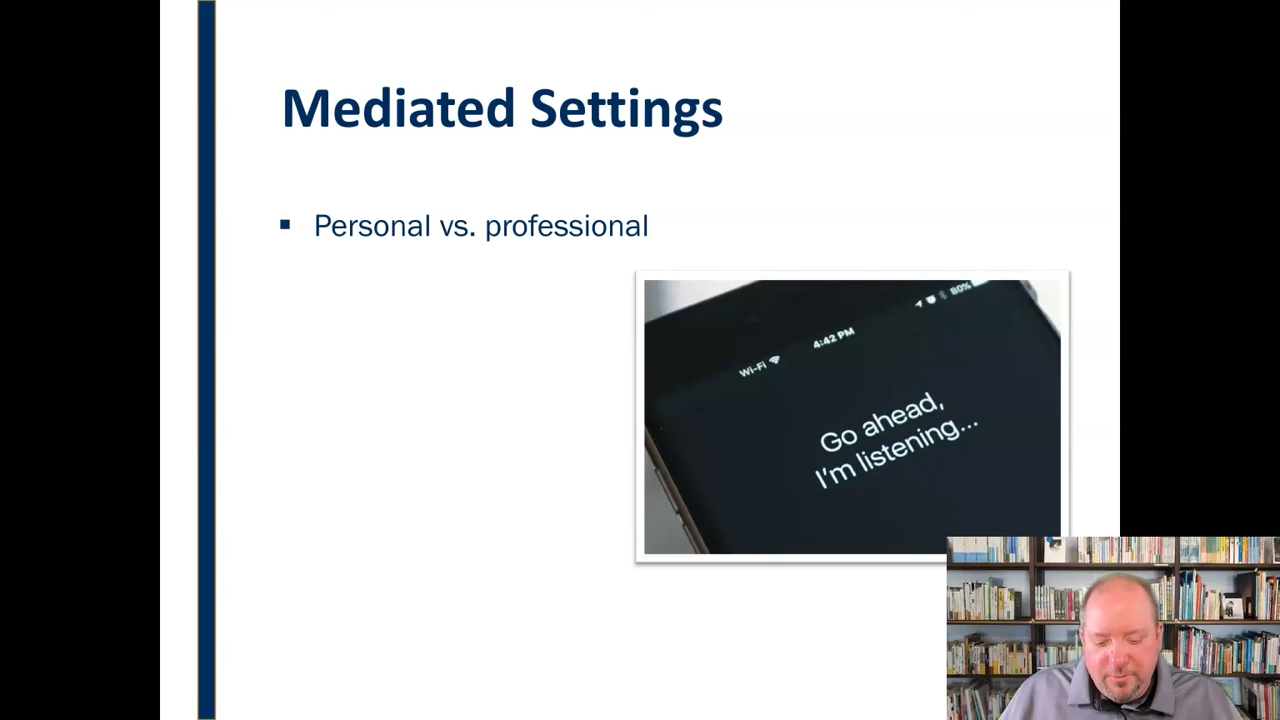 Mediated Settings
Personal vs. professional
80%
4:42 PM
Wi-Fi
Go ahead,
I'm listening...